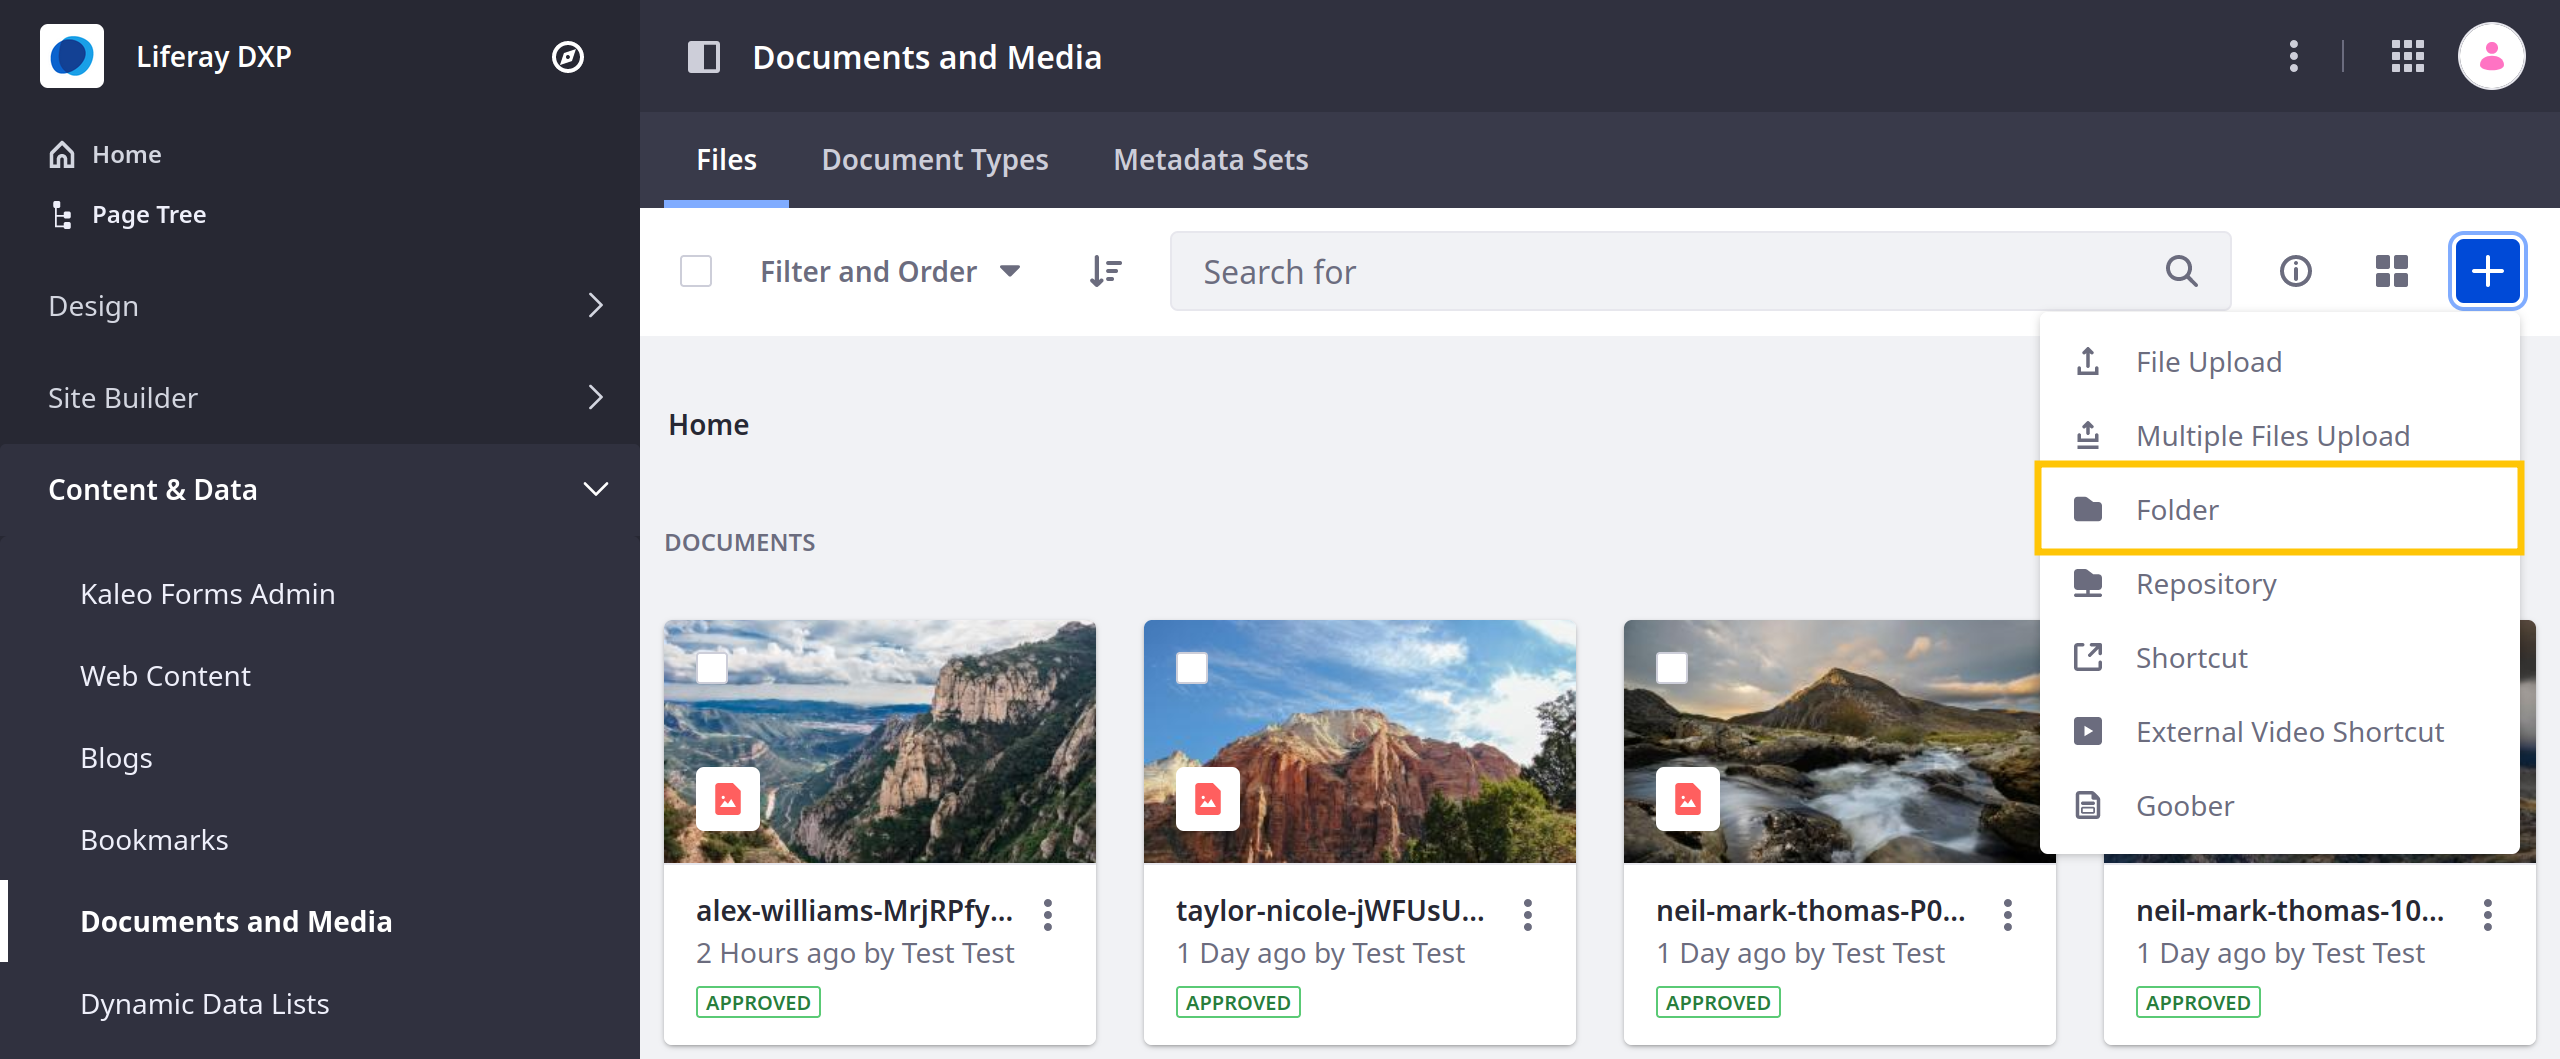 Liferay DXP
Home
Page Tree
Design
Site Builder
Content & Data
Kaleo Forms Admin
Web Content
Blogs
Bookmarks
Documents and Media
Dynamic Data Lists
Documents and Media
Files
Document Types
Metadata Sets
Filter and Order
Search for
File Upload
Multiple Files Upload
Folder
Repository
Shortcut
External Video Shortcut
Goober
Home
DOCUMENTS
alex-williams-MrjRPfy...
2 Hours ago by Test Test
APPROVED
taylor-nicole-jWFUsU...
1 Day ago by Test Test
APPROVED
neil-mark-thomas-P0...
1 Day ago by Test Test
APPROVED
neil-mark-thomas-10...
1 Day ago by Test Test
APPROVED